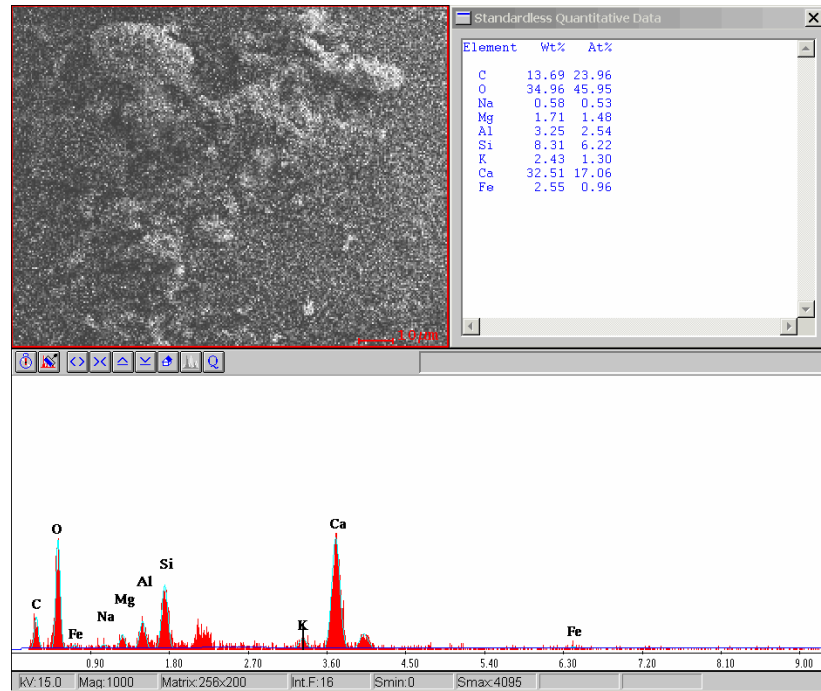 Standardless Quantitative Data
Element Wt% At%
C 13.69 23.96
O 34.96 45.95
Na 0.58 0.53
Mg 1.71 1.48
Al 3.25 2.54
Si 8.31 6.22
K 2.43 1.30
Ca 32.51 17.06
Fe 2.55 0.96
10 µm
Q
C
O
Fe
Na
Mg
Al
Si
K
Ca
Fe
0.90 1.80 2.70 3.60 4.50 5.40 6.30 7.20 8.10 9.00
kV:15.0 Mag:1000 Matrix:256x200 Int.F:16 Smin:0 Smax:4095